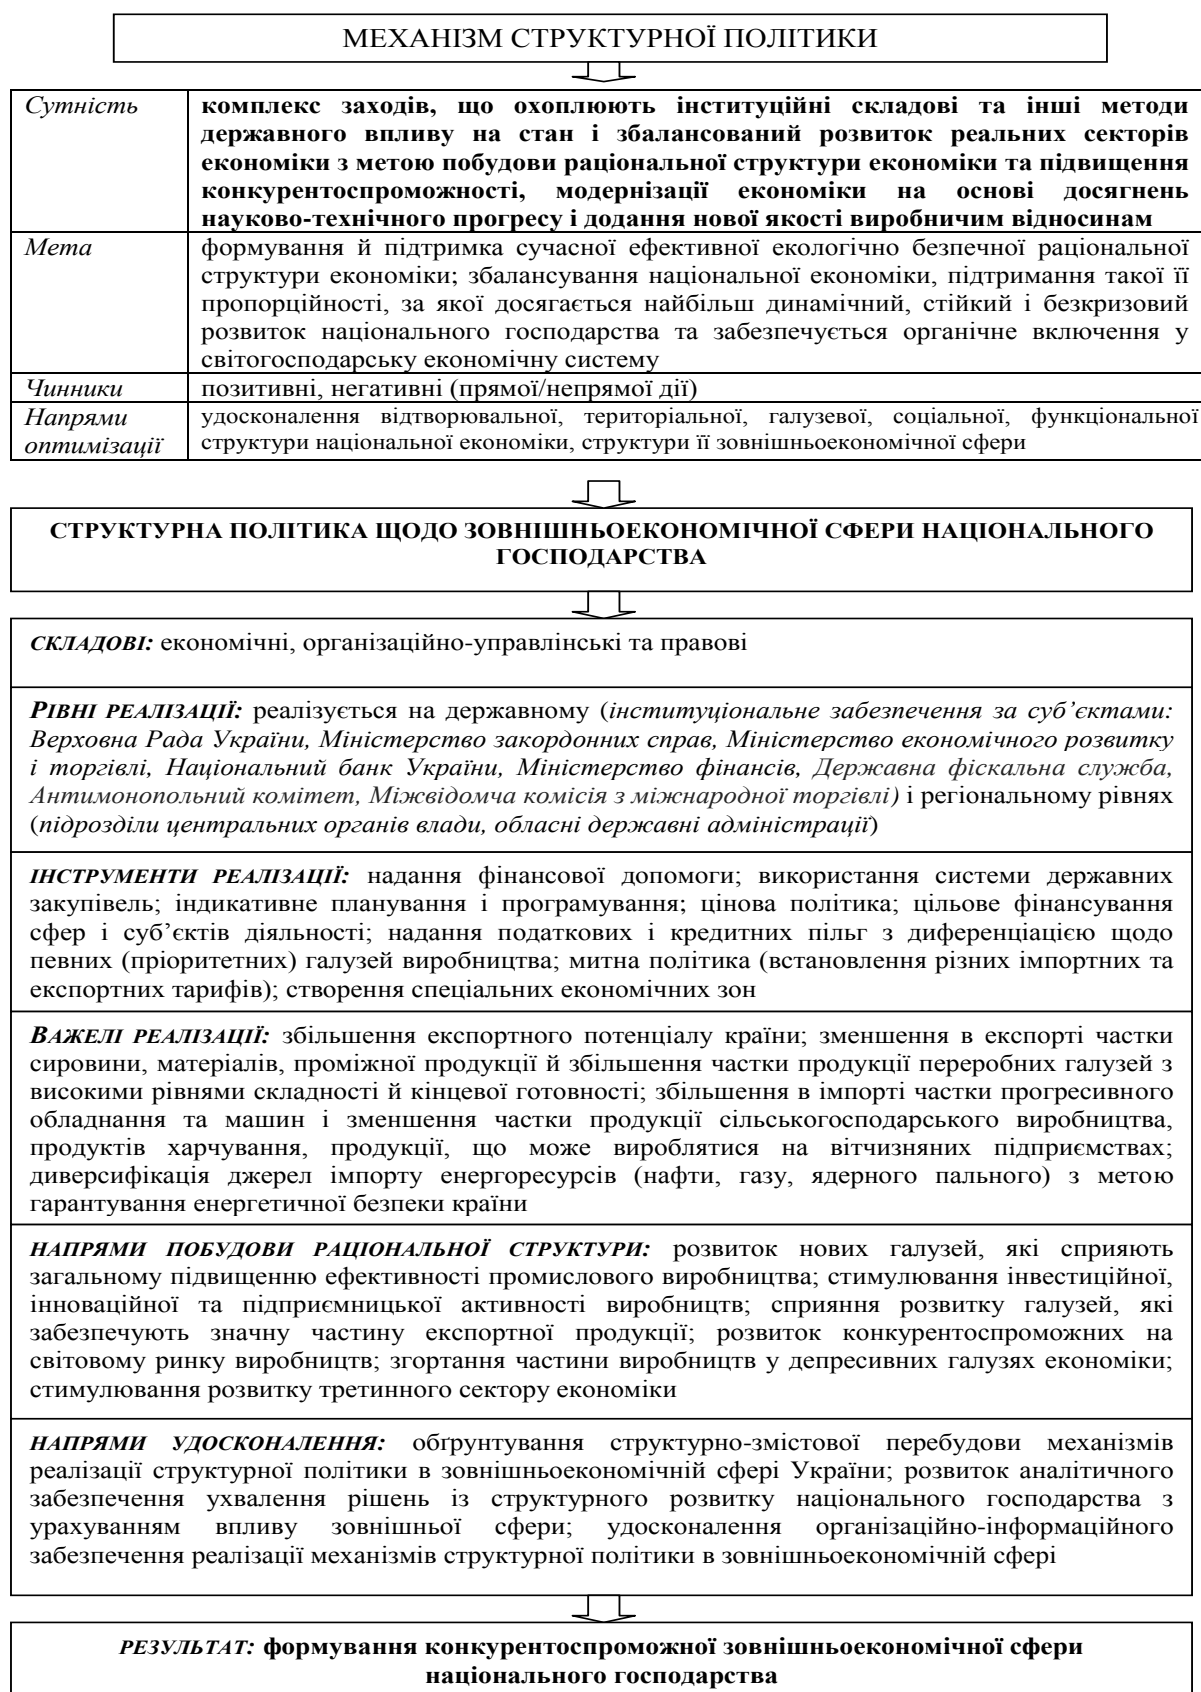 МЕХАНІЗМ СТРУКТУРНОЇ ПОЛІТИКИ
Сутність
комплекс заходів, що охоплюють інституційні складові та інші методи
державного впливу на стан і збалансований розвиток реальних секторів
економіки з метою побудови раціональної структури економіки та підвищення
конкурентоспроможності, модернізації економіки на основі досягнень
науково-технічного прогресу і додання нової якості виробничим відносинам
Мета
формування й підтримка сучасної ефективної екологічно безпечної раціональної
структури економіки; збалансування національної економіки, підтримання такої її
пропорційності, за якої досягається найбільш динамічний, стійкий і безкризовий
розвиток національного господарства та забезпечується органічне включення у
світогосподарську економічну систему
Чинники
позитивні, негативні (прямої/непрямої дії)
Напрями
оптимізації
удосконалення відтворювальної, територіальної, галузевої, соціальної, функціональної
структури національної економіки, структури її зовнішньоекономічної сфери
СТРУКТУРНА ПОЛІТИКА ЩОДО ЗОВНІШНЬОЕКОНОМІЧНОЇ СФЕРИ НАЦІОНАЛЬНОГО
ГОСПОДАРСТВА
СКЛАДОВІ: економічні, організаційно-управлінські та правові
РІВНІ РЕАЛІЗАЦІЇ: реалізується на державному (інституціональне забезпечення за суб’єктами:
Верховна Рада України, Міністерство закордонних справ, Міністерство економічного розвитку
і торгівлі, Національний банк України, Міністерство фінансів, Державна фіскальна служба,
Антимонопольний комітет, Міжвідомча комісія з міжнародної торгівлі) і регіональному рівнях
(підрозділи центральних органів влади, обласні державні адміністрації)
ІНСТРУМЕНТИ РЕАЛІЗАЦІЇ: надання фінансової допомоги; використання системи державних
закупівель; індикативне планування і програмування; цінова політика; цільове фінансування
сфер і суб’єктів діяльності; надання податкових і кредитних пільг з диференціацією щодо
певних (пріоритетних) галузей виробництва; митна політика (встановлення різних імпортних та
експортних тарифів); створення спеціальних економічних зон
ВАЖЕЛІ РЕАЛІЗАЦІЇ: збільшення експортного потенціалу країни; зменшення в експорті частки
сировини, матеріалів, проміжної продукції й збільшення частки продукції переробних галузей з
високими рівнями складності й кінцевої готовності; збільшення в імпорті частки прогресивного
обладнання та машин і зменшення частки продукції сільськогосподарського виробництва,
продуктів харчування, продукції, що може вироблятися на вітчизняних підприємствах;
диверсифікація джерел імпорту енергоресурсів (нафти, газу, ядерного пального) з метою
гарантування енергетичної безпеки країни
НАПРЯМИ ПОБУДОВИ РАЦІОНАЛЬНОЇ СТРУКТУРИ: розвиток нових галузей, які сприяють
загальному підвищенню ефективності промислового виробництва; стимулювання інвестиційної,
інноваційної та підприємницької активності виробництв; сприяння розвитку галузей, які
забезпечують значну частину експортної продукції; розвиток конкурентоспроможних на
світовому ринку виробництв; згортання частини виробництв у депресивних галузях економіки;
стимулювання розвитку третинного сектору економіки
НАПРЯМИ УДОСКОНАЛЕННЯ: обґрунтування структурно-змістової перебудови механізмів
реалізації структурної політики в зовнішньоекономічній сфері України; розвиток аналітичного
забезпечення ухвалення рішень із структурного розвитку національного господарства з
урахуванням впливу зовнішньої сфери; удосконалення організаційно-інформаційного
забезпечення реалізації механізмів структурної політики в зовнішньоекономічній сфері
РЕЗУЛЬТАТ: формування конкурентоспроможної зовнішньоекономічної сфери
національного господарства